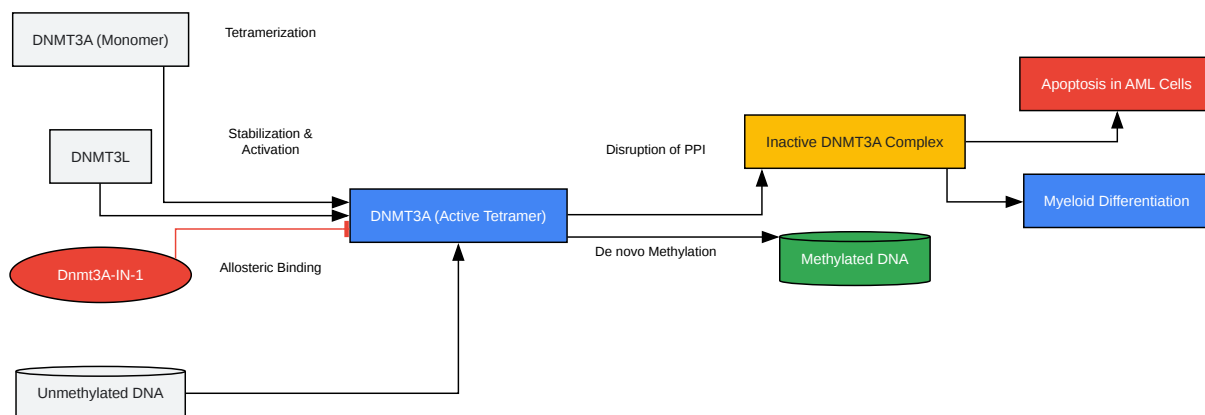 DNMT3A (Monomer)
Tetramerization
Apoptosis in AML Cells
Stabilization &
Activation
DNMT3L
Disruption of PPI
Inactive DNMT3A Complex
DNMT3A (Active Tetramer)
Myeloid Differentiation
De novo Methylation
Methylated DNA
Dnmt3A-IN-1
Allosteric Binding
Unmethylated DNA